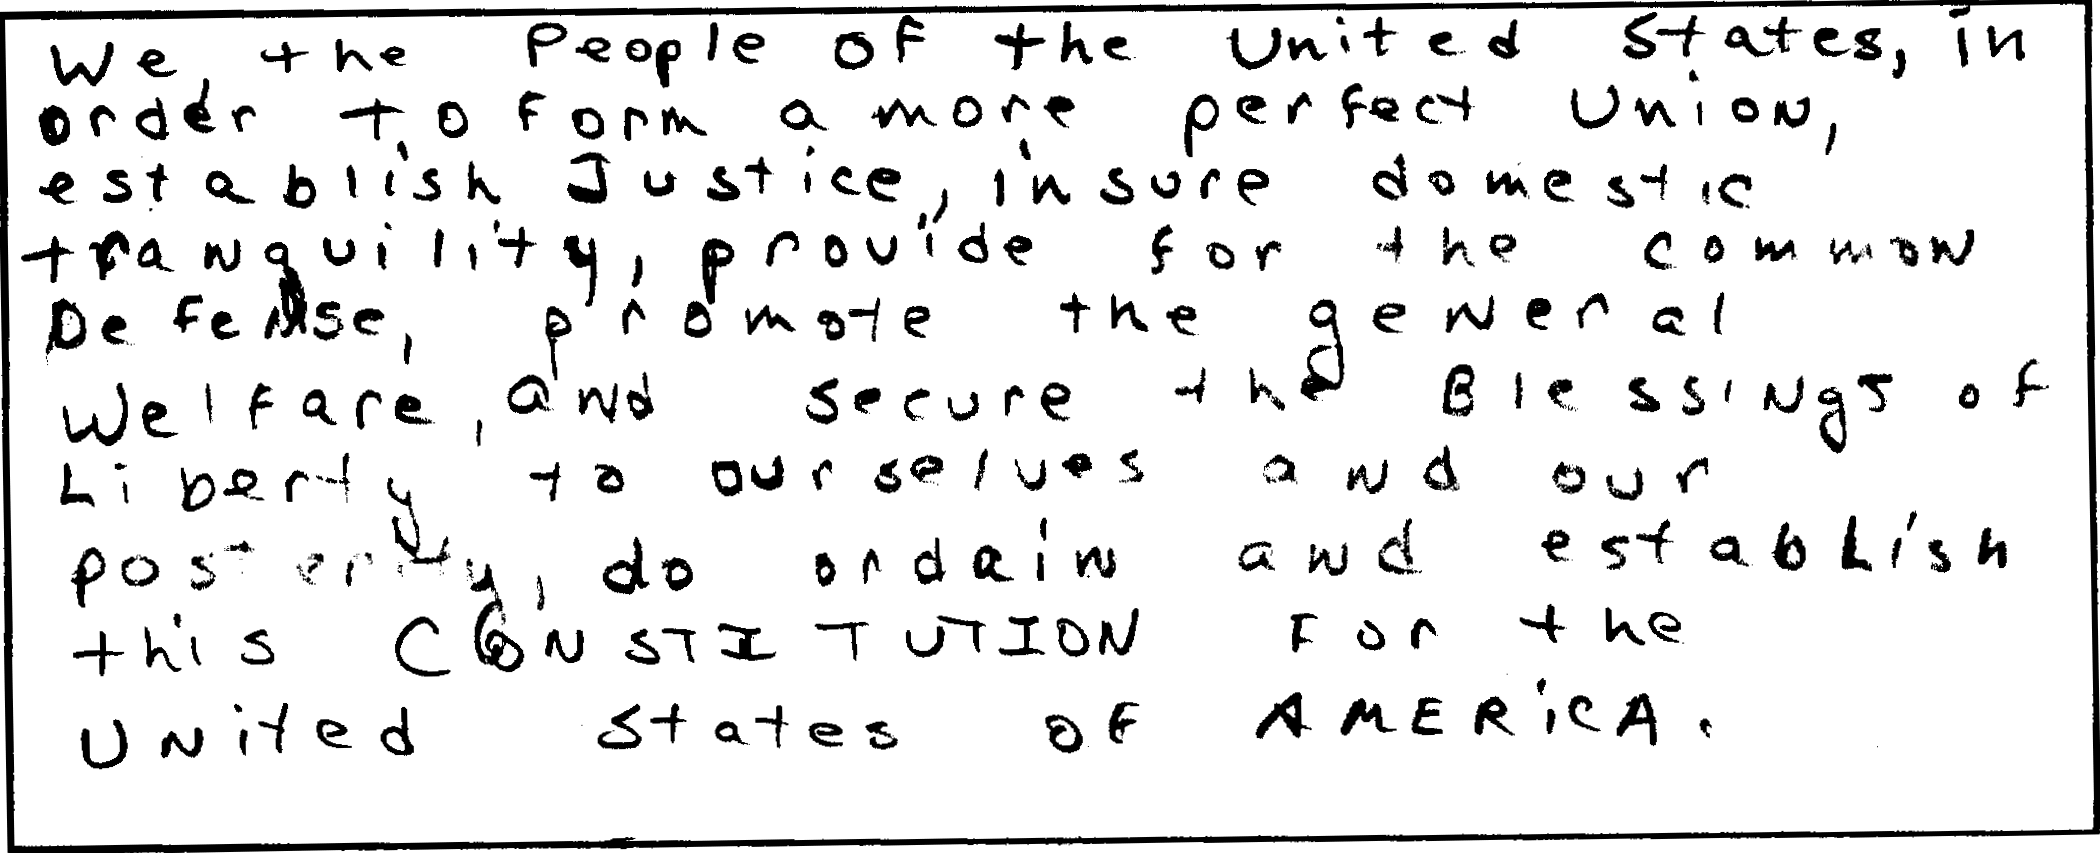 We, the People of the United States, in
order to form a more perfect Union,
establish Justice, insure domestic
tranquility, provide for the common
Defense, promote the general
Welfare, and secure the Blessings of
Liberty to ourselves and our
posterity, do ordain and establish
this CONSTITUTION for the
United States of AMERiCA.